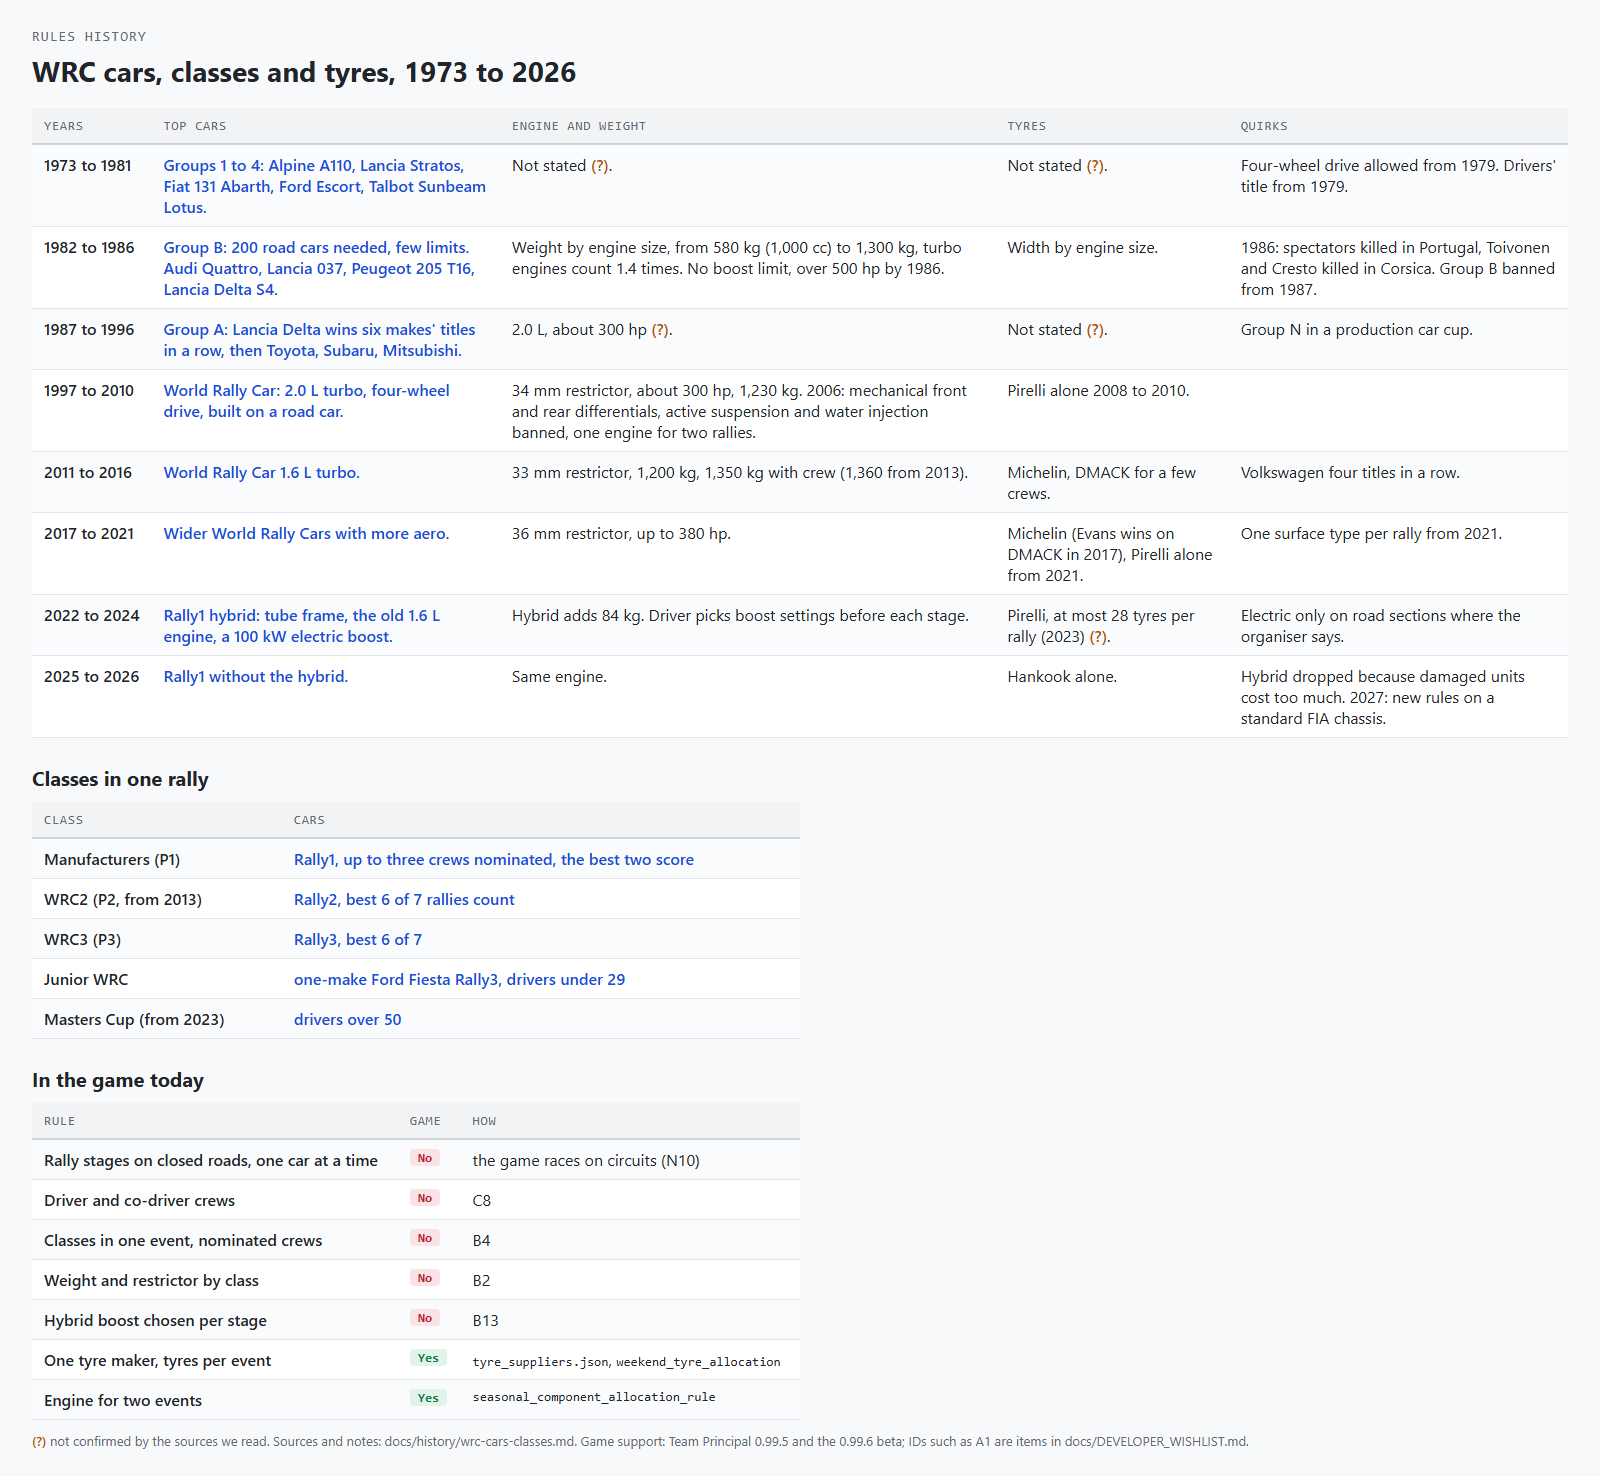 RULES HISTORY
WRC cars, classes and tyres, 1973 to 2026
YEARS TOP CARS ENGINE AND WEIGHT TYRES QUIRKS
1973 to 1981 Groups 1 to 4: Alpine A110, Lancia Stratos, Not stated (?). Not stated (?). Four-wheel drive allowed from 1979. Drivers'
Fiat 131 Abarth, Ford Escort, Talbot Sunbeam title from 1979.
Lotus.
1982 to 1986 Group B: 200 road cars needed, few limits. Weight by engine size, from 580 kg (1,000 cc) to 1,300 kg, turbo Width by engine size. 1986: spectators killed in Portugal, Toivonen
Audi Quattro, Lancia 037, Peugeot 205 T16, engines count 1.4 times. No boost limit, over 500 hp by 1986. and Cresto killed in Corsica. Group B banned
Lancia Delta S4. from 1987.
1987 to 1996 Group A: Lancia Delta wins six makes' titles 2.0 L, about 300 hp (?). Not stated (?). Group N in a production car cup.
in a row, then Toyota, Subaru, Mitsubishi.
1997 to 2010 World Rally Car: 2.0 L turbo, four-wheel 34 mm restrictor, about 300 hp, 1,230 kg. 2006: mechanical front Pirelli alone 2008 to 2010.
drive, built on a road car. and rear differentials, active suspension and water injection
banned, one engine for two rallies.
2011 to 2016 World Rally Car 1.6 L turbo. 33 mm restrictor, 1,200 kg, 1,350 kg with crew (1,360 from 2013). Michelin, DMACK for a few Volkswagen four titles in a row.
crews.
2017 to 2021 Wider World Rally Cars with more aero. 36 mm restrictor, up to 380 hp. Michelin (Evans wins on One surface type per rally from 2021.
DMACK in 2017), Pirelli alone
from 2021.
2022 to 2024 Rally1 hybrid: tube frame, the old 1.6 L Hybrid adds 84 kg. Driver picks boost settings before each stage. Pirelli, at most 28 tyres per Electric only on road sections where the
engine, a 100 kW electric boost. rally (2023) (?). organiser says.
2025 to 2026 Rally1 without the hybrid. Same engine. Hankook alone. Hybrid dropped because damaged units
cost too much. 2027: new rules on a
standard FIA chassis.
Classes in one rally
CLASS CARS
Manufacturers (P1) Rally1, up to three crews nominated, the best two score
WRC2 (P2, from 2013) Rally2, best 6 of 7 rallies count
WRC3 (P3) Rally3, best 6 of 7
Junior WRC one-make Ford Fiesta Rally3, drivers under 29
Masters Cup (from 2023) drivers over 50
In the game today
RULE GAME HOW
Rally stages on closed roads, one car at a time No the game races on circuits (N10)
Driver and co-driver crews No C8
Classes in one event, nominated crews No B4
Weight and restrictor by class No B2
Hybrid boost chosen per stage No B13
One tyre maker, tyres per event Yes tyre_suppliers.json, weekend_tyre_allocation
Engine for two events Yes seasonal_component_allocation_rule
(?) not confirmed by the sources we read. Sources and notes: docs/history/wrc-cars-classes.md. Game support: Team Principal 0.99.5 and the 0.99.6 beta; IDs such as A1 are items in docs/DEVELOPER_WISHLIST.md.